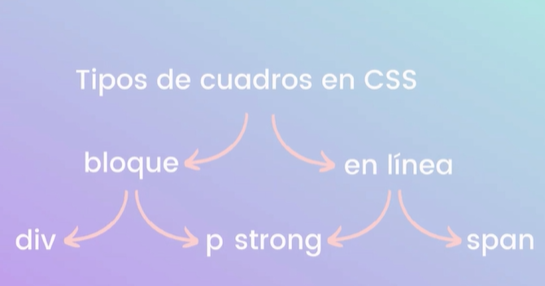 Tipos de cuadros en CSS
bloque en línea
div p strong span